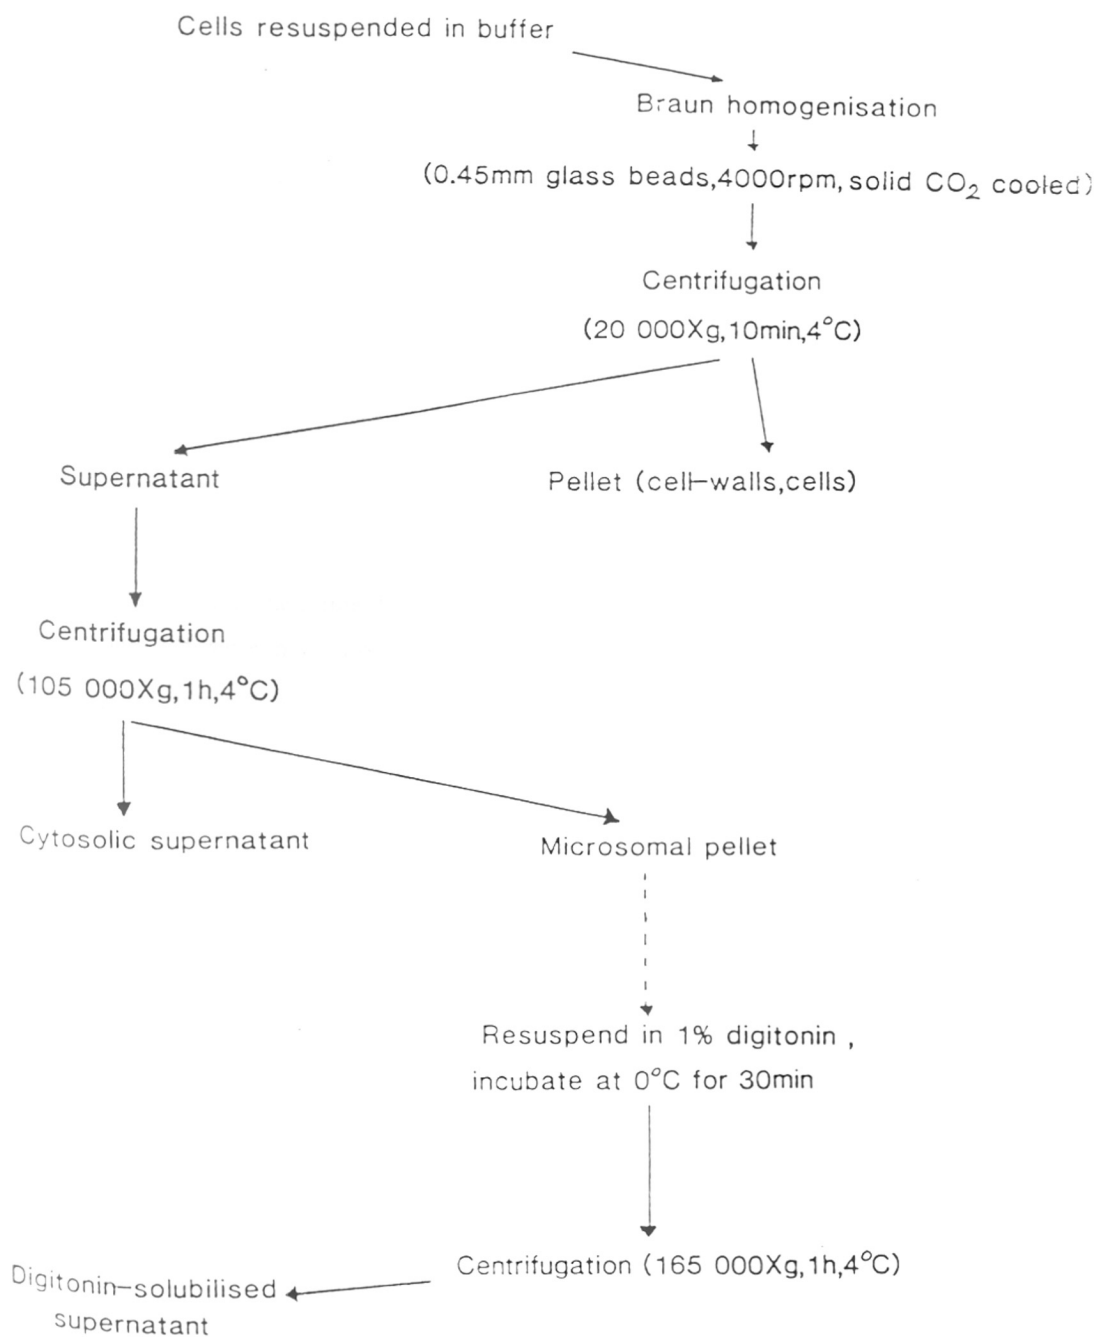 Cells resuspended in buffer
Braun homogenisation
(0.45mm glass beads,4000rpm, solid CO₂ cooled)
Centrifugation
(20 000Xg,10min,4°C)
Supernatant
Pellet (cell-walls,cells)
Centrifugation
(105 000Xg,1h,4°C)
Cytosolic supernatant
Microsomal pellet
Resuspend in 1% digitonin ,
incubate at 0°C for 30min
Centrifugation (165 000Xg,1h,4°C)
Digitonin-solubilised
supernatant